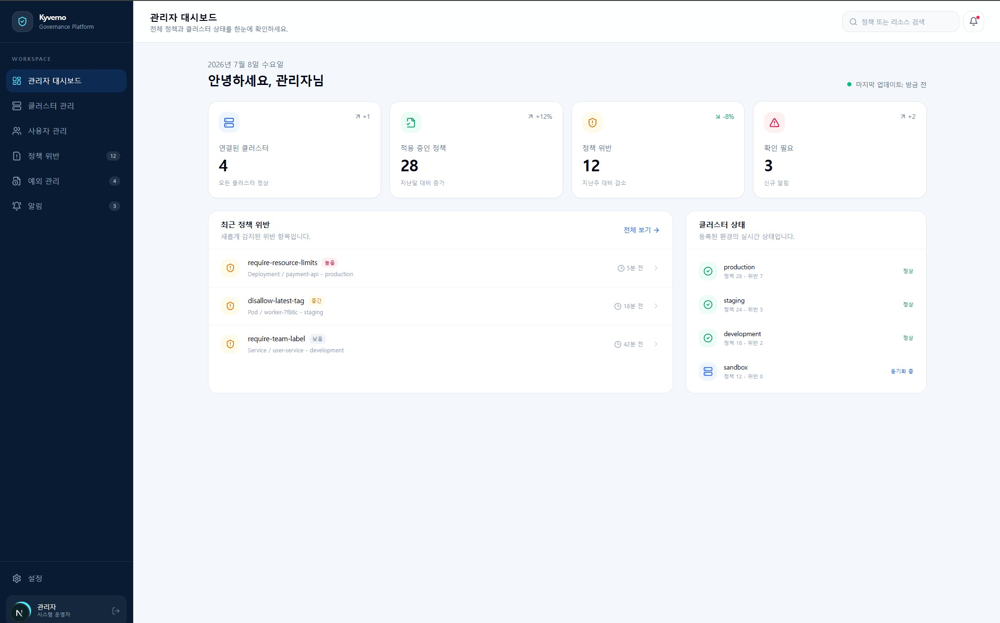 Kyverno
Governance Platform
WORKSPACE
관리자 대시보드
클러스터 관리
사용자 관리
정책 위반 12
예외 관리 4
알림 3
설정
N
관리자
시스템 운영자
관리자 대시보드
전체 정책과 클러스터 상태를 한눈에 확인하세요.
정책 또는 리소스 검색
2026년 7월 8일 수요일
안녕하세요, 관리자님
마지막 업데이트: 방금 전
+1
연결된 클러스터
4
모든 클러스터 정상
+12%
적용 중인 정책
28
지난달 대비 증가
-8%
정책 위반
12
지난주 대비 감소
+2
확인 필요
3
신규 알림
최근 정책 위반
새롭게 감지된 위반 항목입니다.
전체 보기
require-resource-limits 높음
Deployment / payment-api - production
5분 전
disallow-latest-tag 중간
Pod / worker-7f86c - staging
18분 전
require-team-label 낮음
Service / user-service - development
42분 전
클러스터 상태
등록된 환경의 실시간 상태입니다.
production
정책 28 - 위반 7
정상
staging
정책 24 - 위반 3
정상
development
정책 18 - 위반 2
정상
sandbox
정책 12 - 위반 0
동기화 중